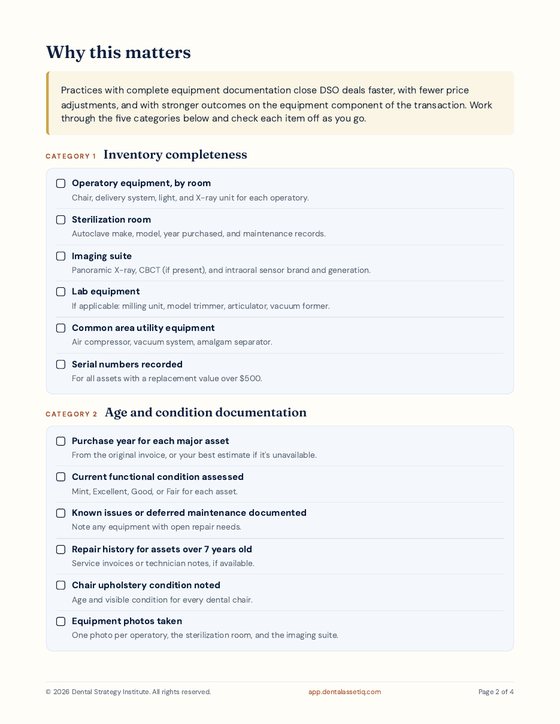 Why this matters
Practices with complete equipment documentation close DSO deals faster, with fewer price
adjustments, and with stronger outcomes on the equipment component of the transaction. Work
through the five categories below and check each item off as you go.
CATEGORY 1 Inventory completeness
Operatory equipment, by room
Chair, delivery system, light, and X-ray unit for each operatory.
Sterilization room
Autoclave make, model, year purchased, and maintenance records.
Imaging suite
Panoramic X-ray, CBCT (if present), and intraoral sensor brand and generation.
Lab equipment
If applicable: milling unit, model trimmer, articulator, vacuum former.
Common area utility equipment
Air compressor, vacuum system, amalgam separator.
Serial numbers recorded
For all assets with a replacement value over $500.
CATEGORY 2 Age and condition documentation
Purchase year for each major asset
From the original invoice, or your best estimate if it's unavailable.
Current functional condition assessed
Mint, Excellent, Good, or Fair for each asset.
Known issues or deferred maintenance documented
Note any equipment with open repair needs.
Repair history for assets over 7 years old
Service invoices or technician notes, if available.
Chair upholstery condition noted
Age and visible condition for every dental chair.
Equipment photos taken
One photo per operatory, the sterilization room, and the imaging suite.
© 2026 Dental Strategy Institute. All rights reserved. app.dentalassetiq.com Page 2 of 4